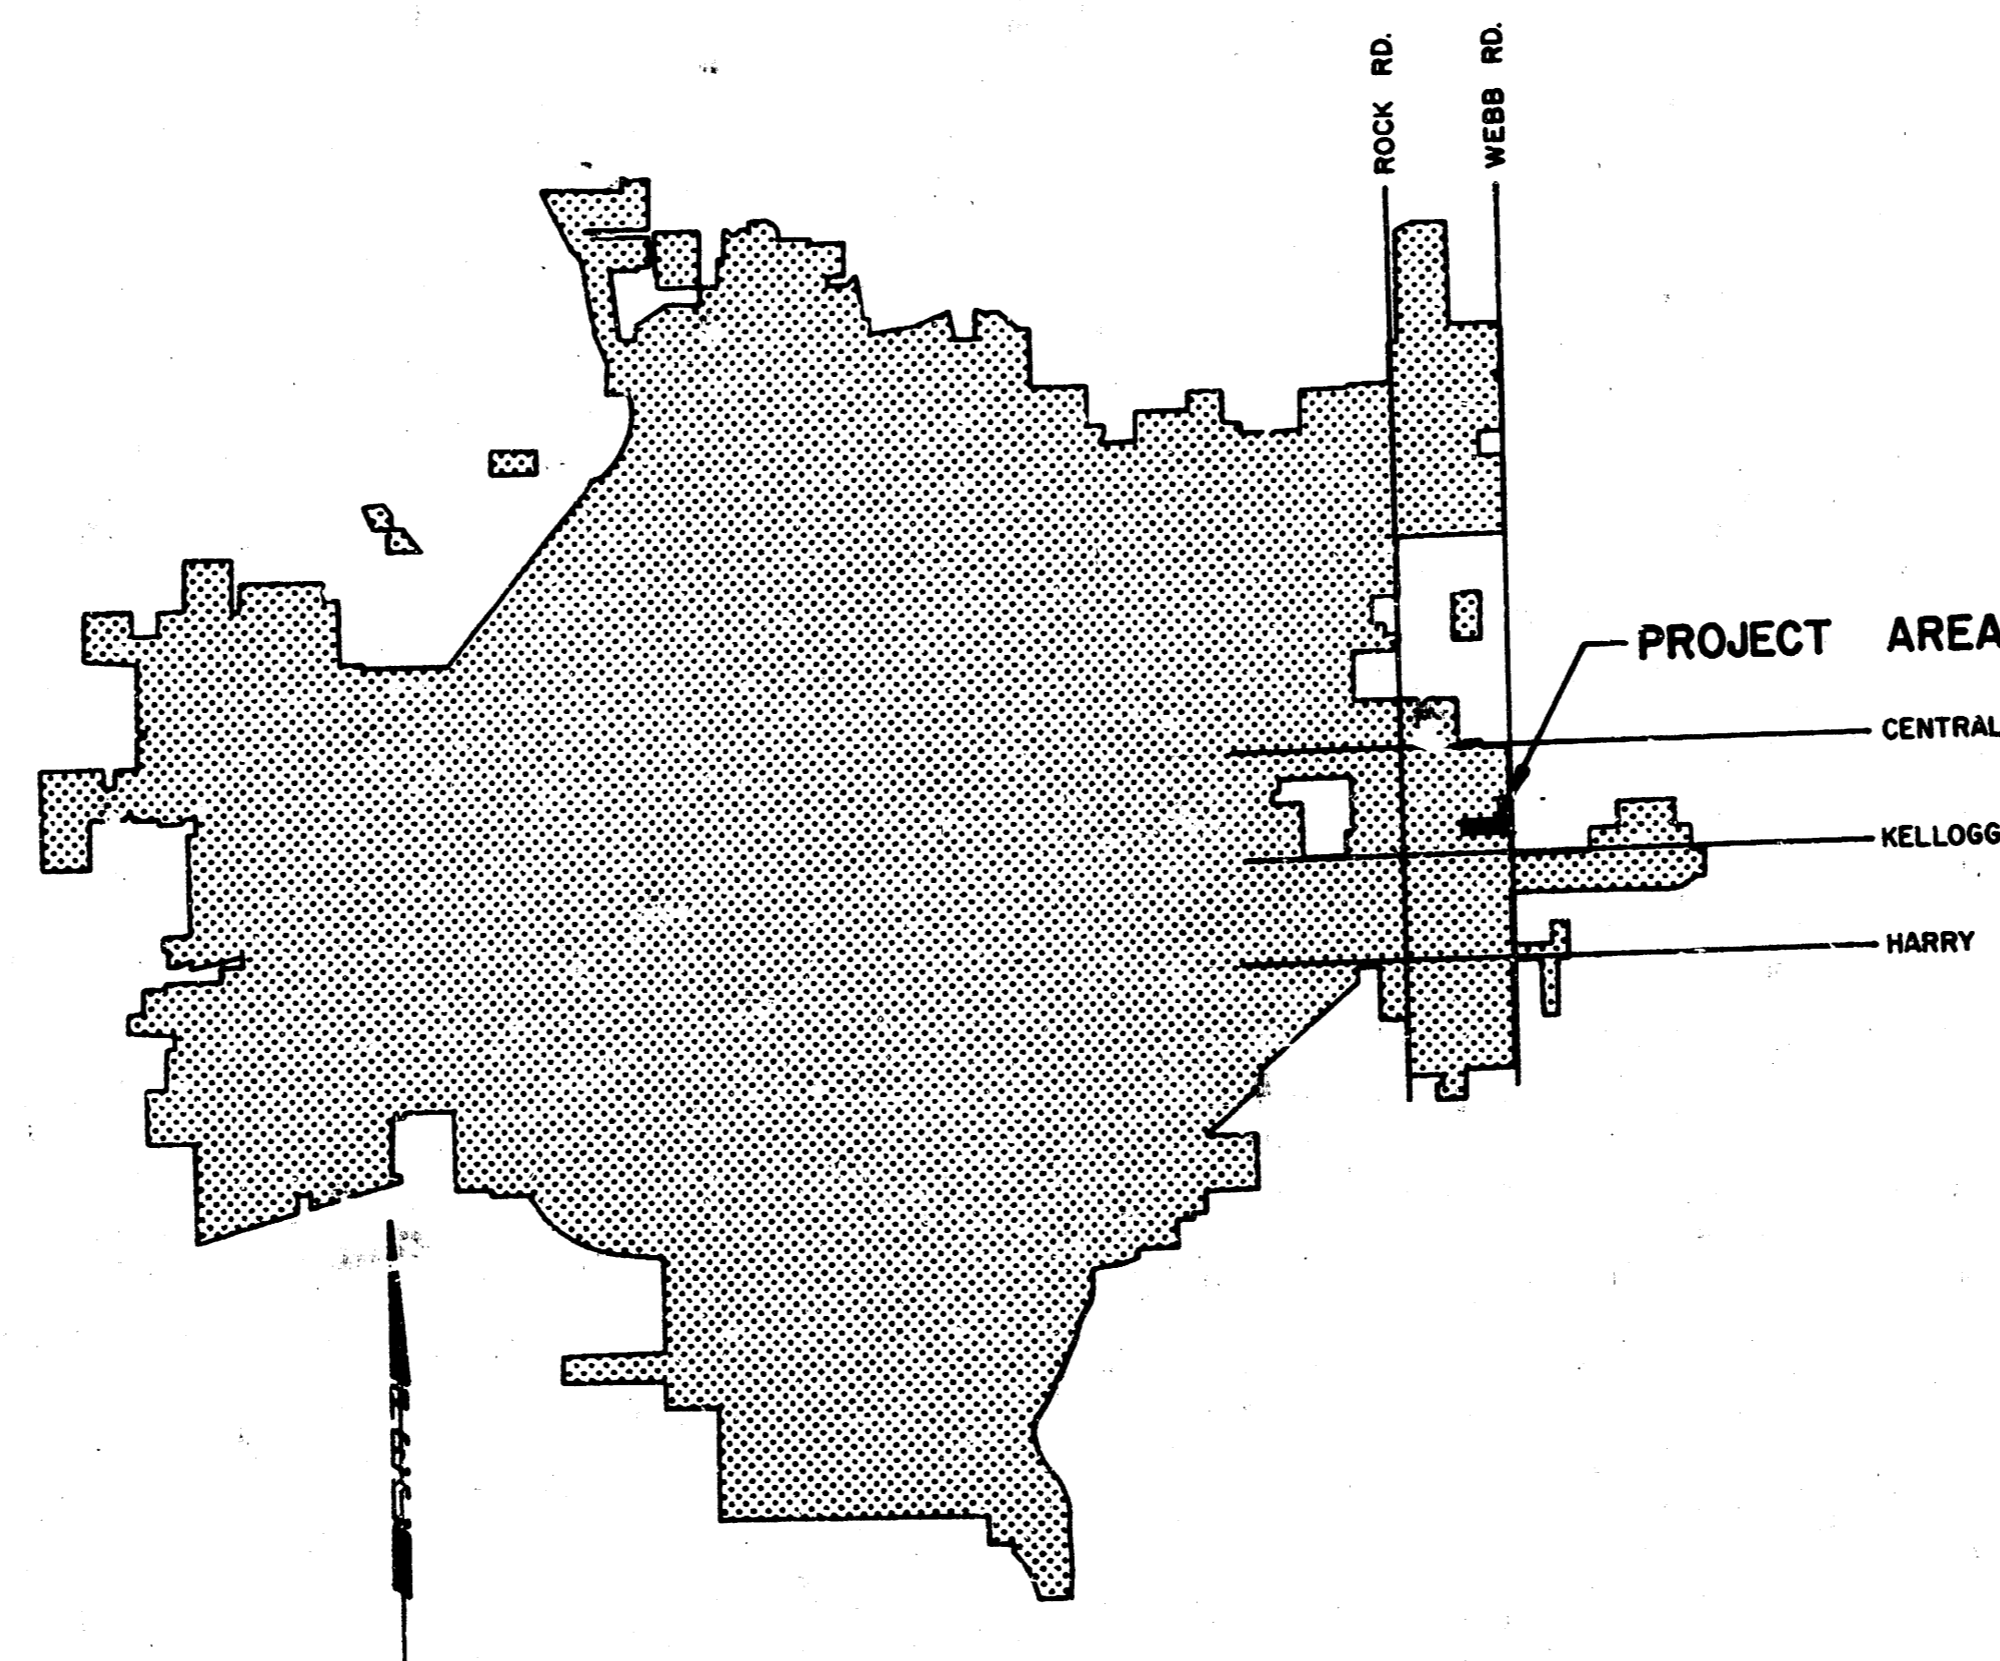 ROCK RD.
WEBB RD.
PROJECT AREA
CENTRAL
KELLOGG
HARRY